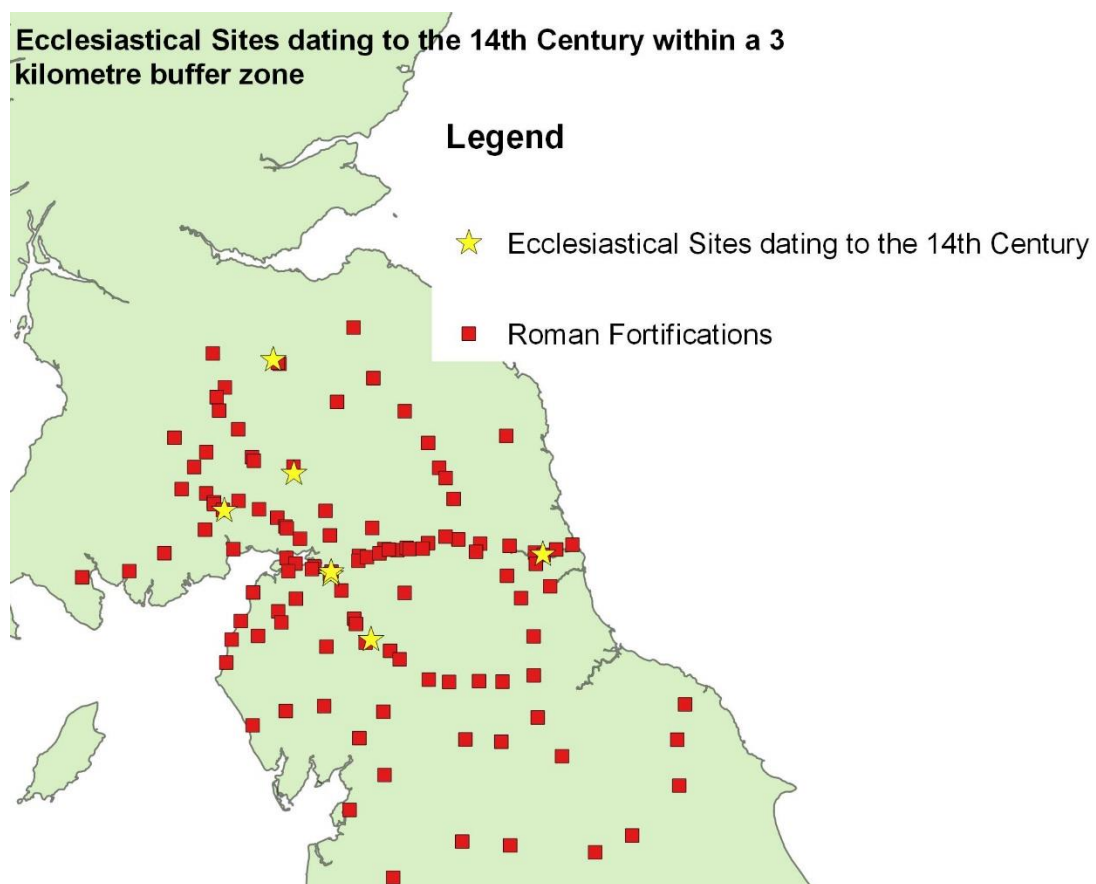 Ecclesiastical Sites dating to the 14th Century within a 3
kilometre buffer zone
Legend
Ecclesiastical Sites dating to the 14th Century
Roman Fortifications